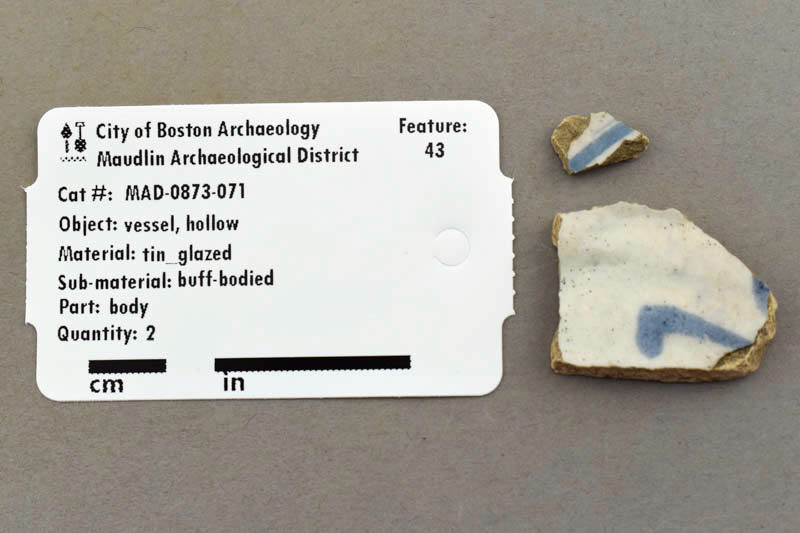 City of Boston Archaeology
Maudlin Archaeological District
Feature:
43
Cat #: MAD-0873-071
Object: vessel, hollow
Material: tin_glazed
Sub-material: buff-bodied
Part: body
Quantity: 2
cm in